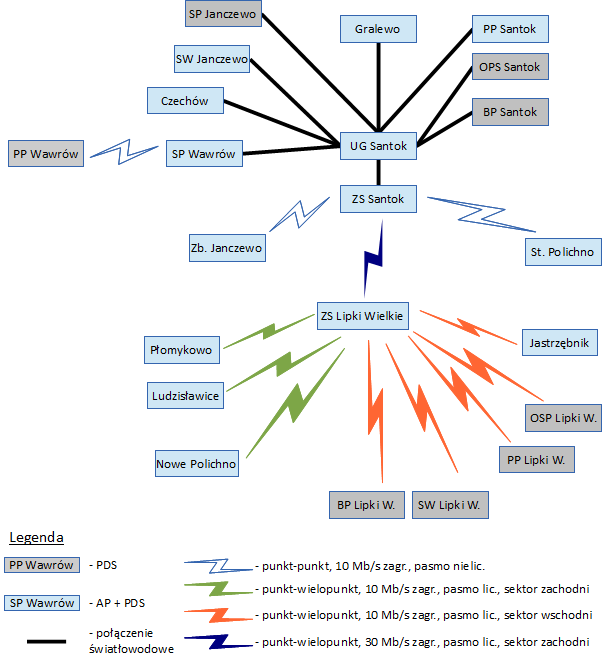 SP Janczewo
Gralewo
PP Santok
SW Janczewo
OPS Santok
Czechów
BP Santok
PP Wawrów
SP Wawrów
UG Santok
ZS Santok
Zb. Janczewo
St. Polichno
ZS Lipki Wielkie
Płomykowo
Jastrzębnik
Ludzisławice
OSP Lipki W.
Nowe Polichno
PP Lipki W.
BP Lipki W.
SW Lipki W.
Legenda
PP Wawrów
- PDS
- punkt-punkt, 10 Mb/s zagr., pasmo nielic.
- punkt-wielopunkt, 10 Mb/s zagr., pasmo lic., sektor zachodni
SP Wawrów
- AP + PDS
- punkt-wielopunkt, 10 Mb/s zagr., pasmo lic., sektor wschodni
- połączenie
światłowodowe
- punkt-wielopunkt, 30 Mb/s zagr., pasmo lic., sektor zachodni